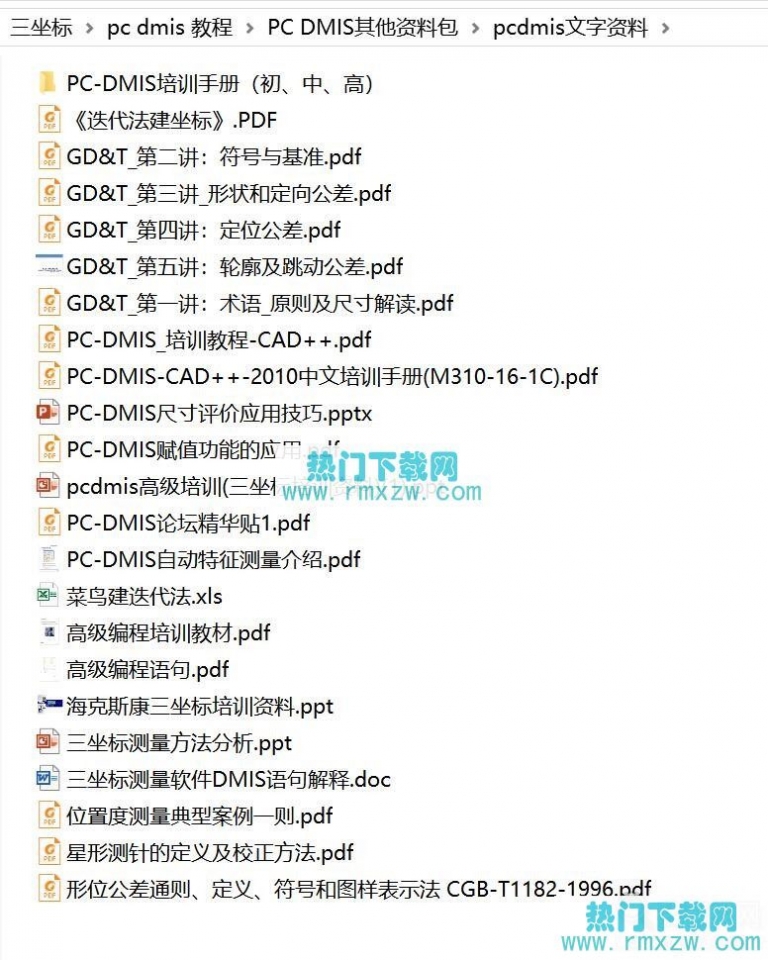 三坐标 › pc dmis 教程 › PC DMIS其他资料包 › pcdmis文字资料 ›
PC-DMIS培训手册（初、中、高）
《迭代法建坐标》.PDF
GD&T_第二讲：符号与基准.pdf
GD&T_第三讲_形状和定向公差.pdf
GD&T_第四讲：定位公差.pdf
GD&T_第五讲：轮廓及跳动公差.pdf
GD&T_第一讲：术语_原则及尺寸解读.pdf
PC-DMIS_培训教程-CAD++.pdf
PC-DMIS-CAD++-2010中文培训手册(M310-16-1C).pdf
PC-DMIS尺寸评价应用技巧.pptx
PC-DMIS赋值功能的应用.pdf
热门下载网
pcdmis高级培训(三坐标
www.rmxzw.com
PC-DMIS论坛精华贴1.pdf
PC-DMIS自动特征测量介绍.pdf
菜鸟建迭代法.xls
高级编程培训教材.pdf
高级编程语句.pdf
海克斯康三坐标培训资料.ppt
三坐标测量方法分析.ppt
三坐标测量软件DMIS语句解释.doc
位置度测量典型案例一则.pdf
星形测针的定义及校正方法.pdf
形位公差通则、定义、符号和图样表示法 CGB-T1182-1996.pdf
热门下载网
www.rmxzw.com